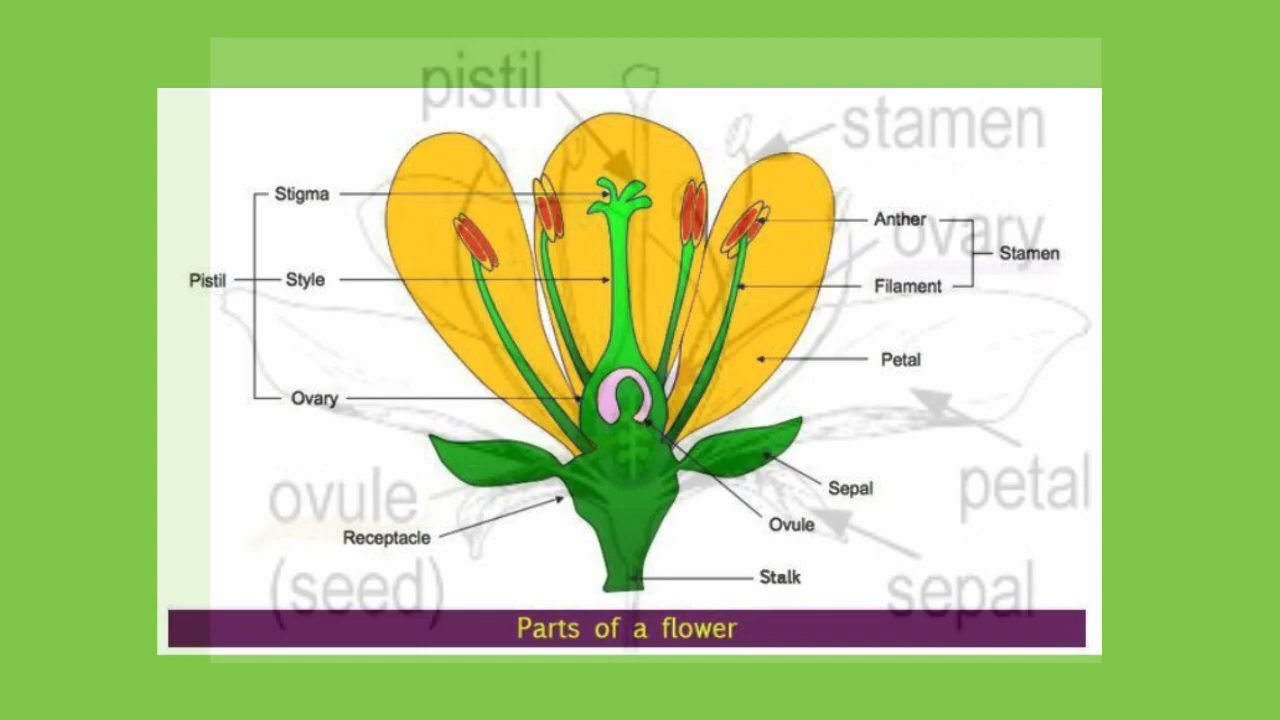 pistil
stamen
Stigma
Anther
ovary
Stamen
Pistil
Style
Filament
Petal
Ovary
petal
ovule
Sepal
Ovule
Receptacle
Stalk
(seed)
sepal
Parts of a flower